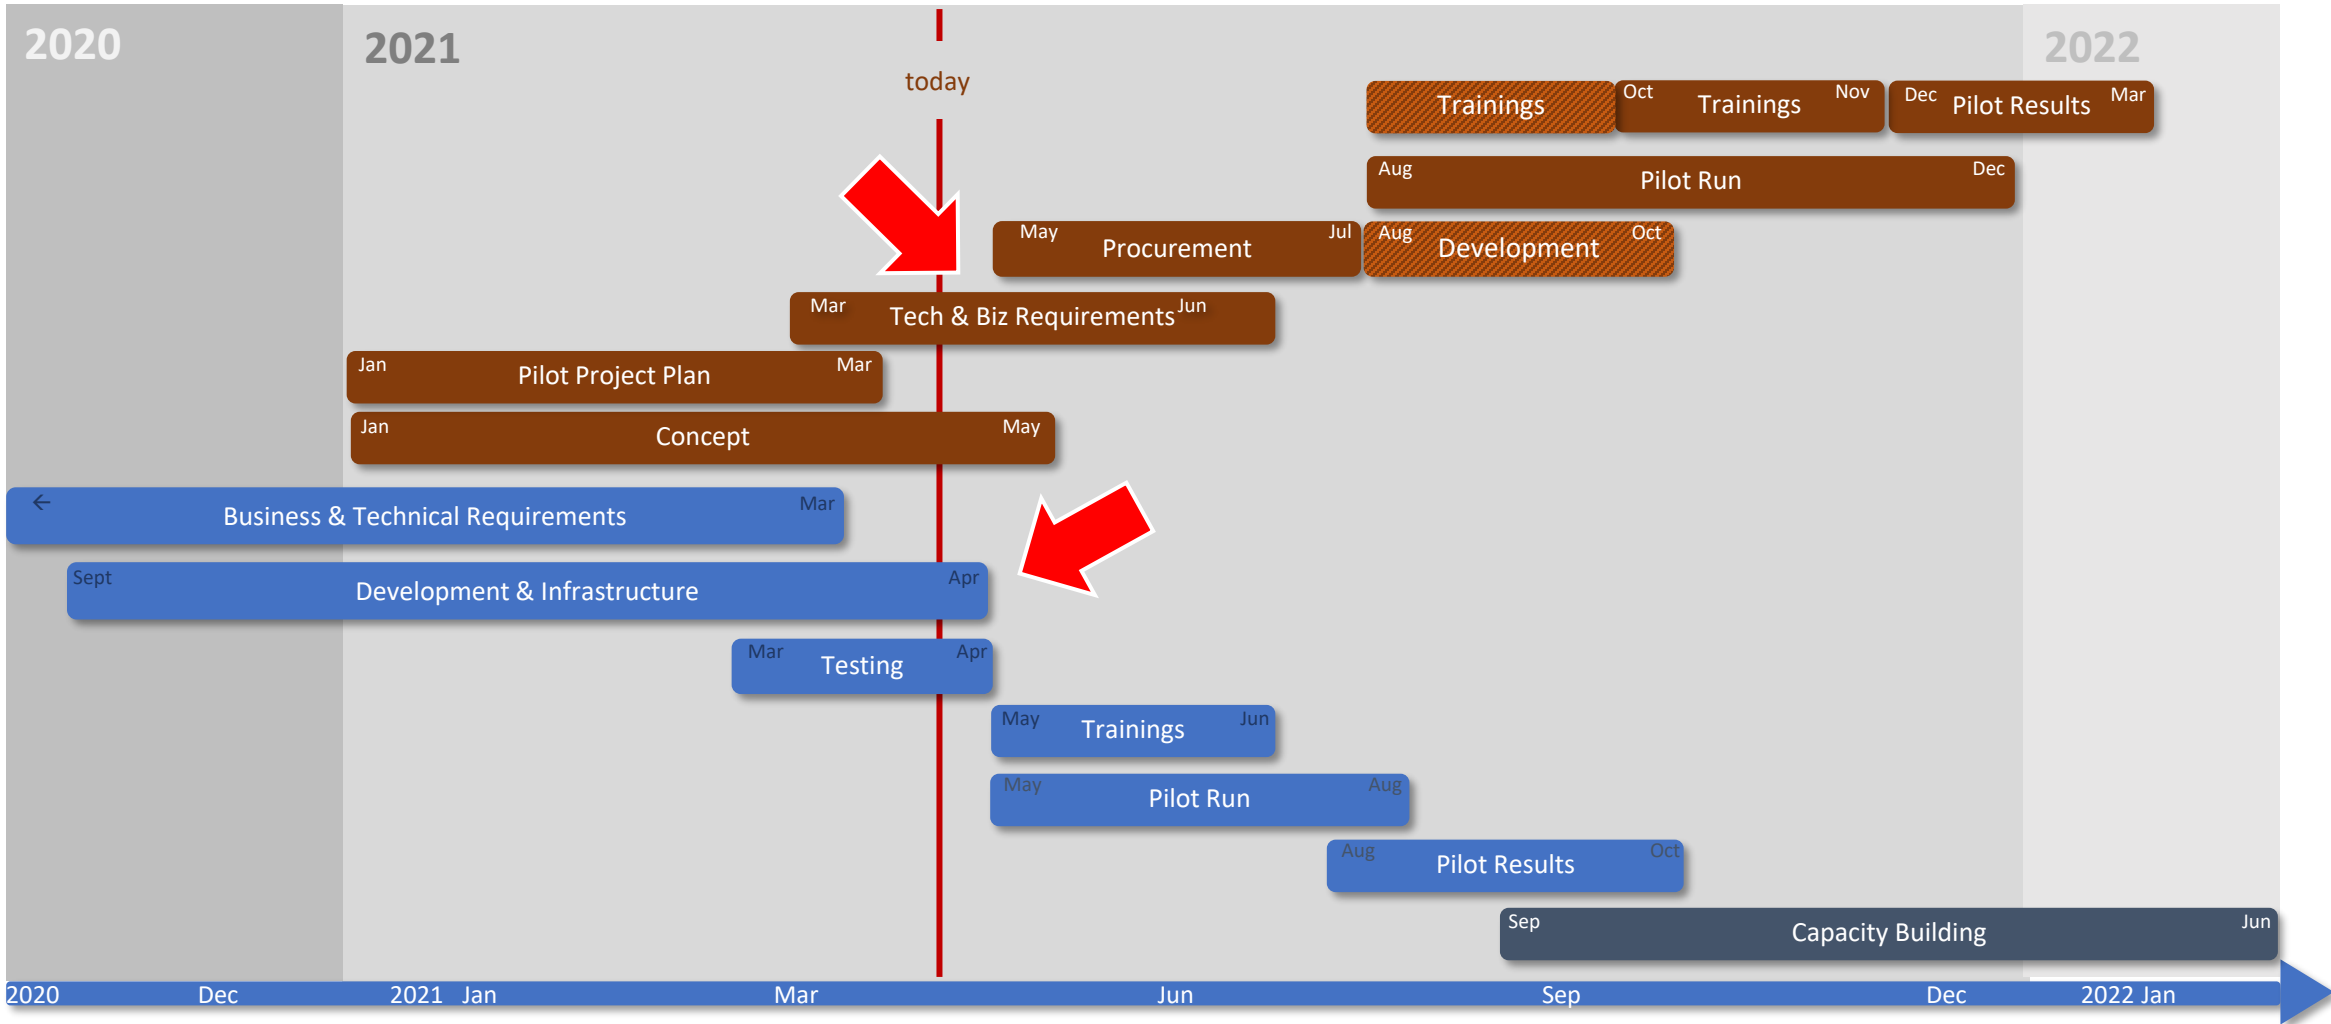 2020
2021
2022
today
Trainings
Oct Trainings Nov
Dec Pilot Results Mar
Aug Pilot Run Dec
May Procurement Jul
Aug Development Oct
Mar Tech & Biz Requirements Jun
Jan Pilot Project Plan Mar
Jan Concept May
← Business & Technical Requirements Mar
Sept Development & Infrastructure Apr
Mar Testing Apr
May Trainings Jun
May Pilot Run Aug
Aug Pilot Results Oct
Sep Capacity Building Jun
2020 Dec 2021 Jan Mar Jun Sep Dec 2022 Jan